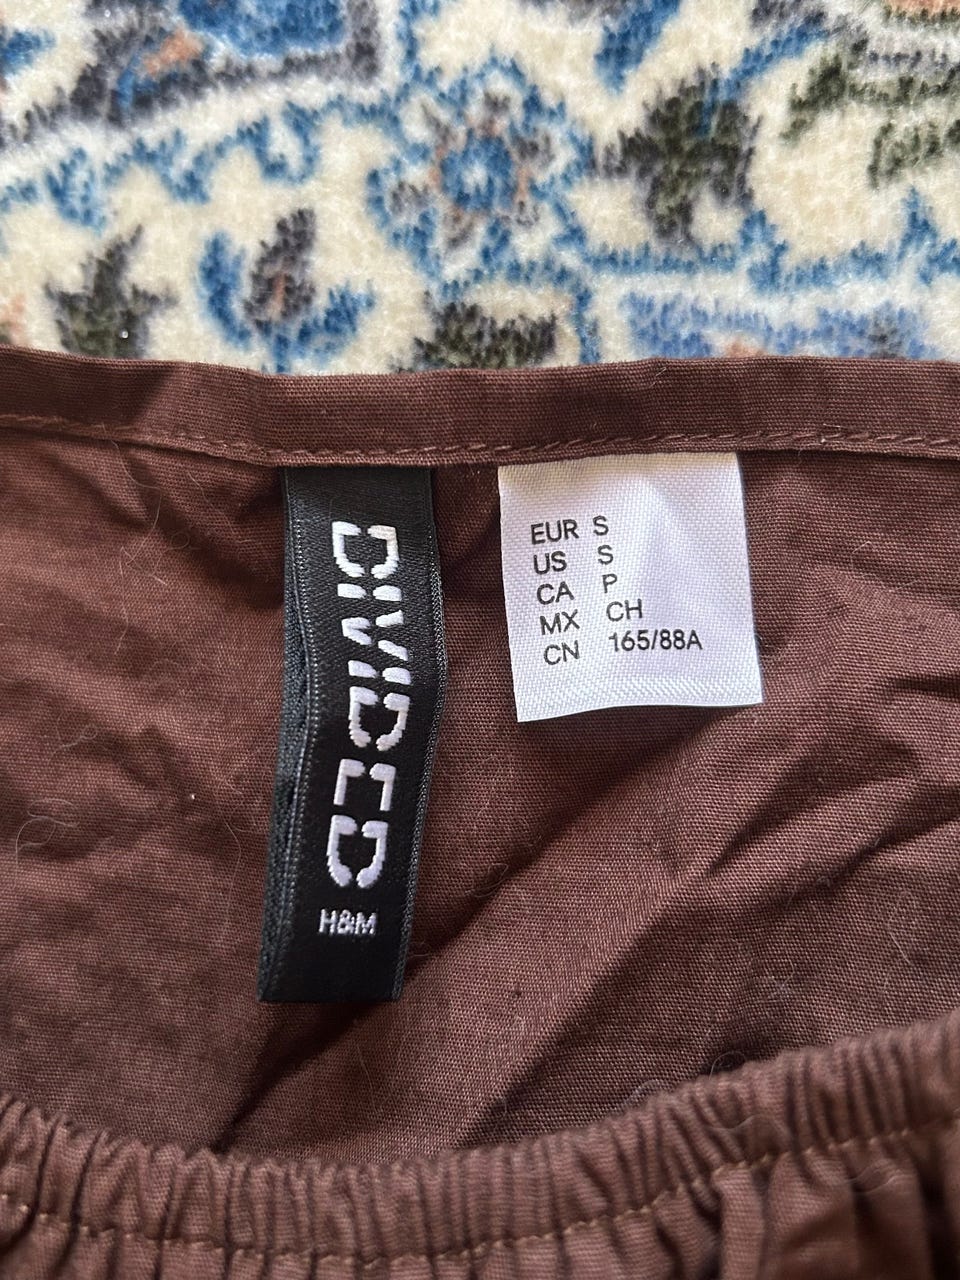 DIVIDED
H&M
EUR S
US S
CA P
MX CH
CN 165/88A